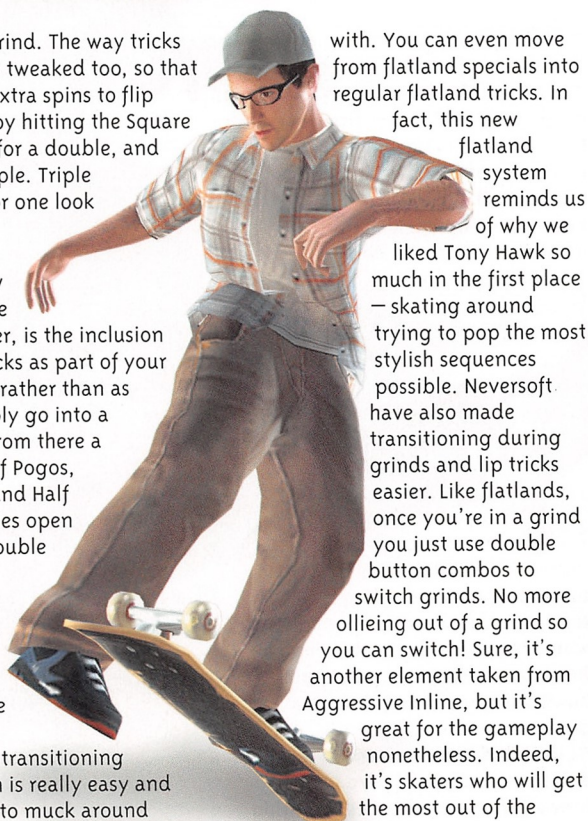 rind. The way tricks
tweaked too, so that
xtra spins to flip
by hitting the Square
for a double, and
ple. Triple
r one look
y
e
er, is the inclusion
cks as part of your
rather than as
ply go into a
rom there a
f Pogos,
nd Half
es open
ouble
e
transitioning
n is really easy and
to muck around
with. You can even move
from flatland specials into
regular flatland tricks. In
fact, this new
flatland
system
reminds us
of why we
liked Tony Hawk so
much in the first place
– skating around
trying to pop the most
stylish sequences
possible. Neversoft
have also made
transitioning during
grinds and lip tricks
easier. Like flatlands,
once you're in a grind
you just use double
button combos to
switch grinds. No more
ollieing out of a grind so
you can switch! Sure, it's
another element taken from
Aggressive Inline, but it's
great for the gameplay
nonetheless. Indeed,
it's skaters who will get
the most out of the